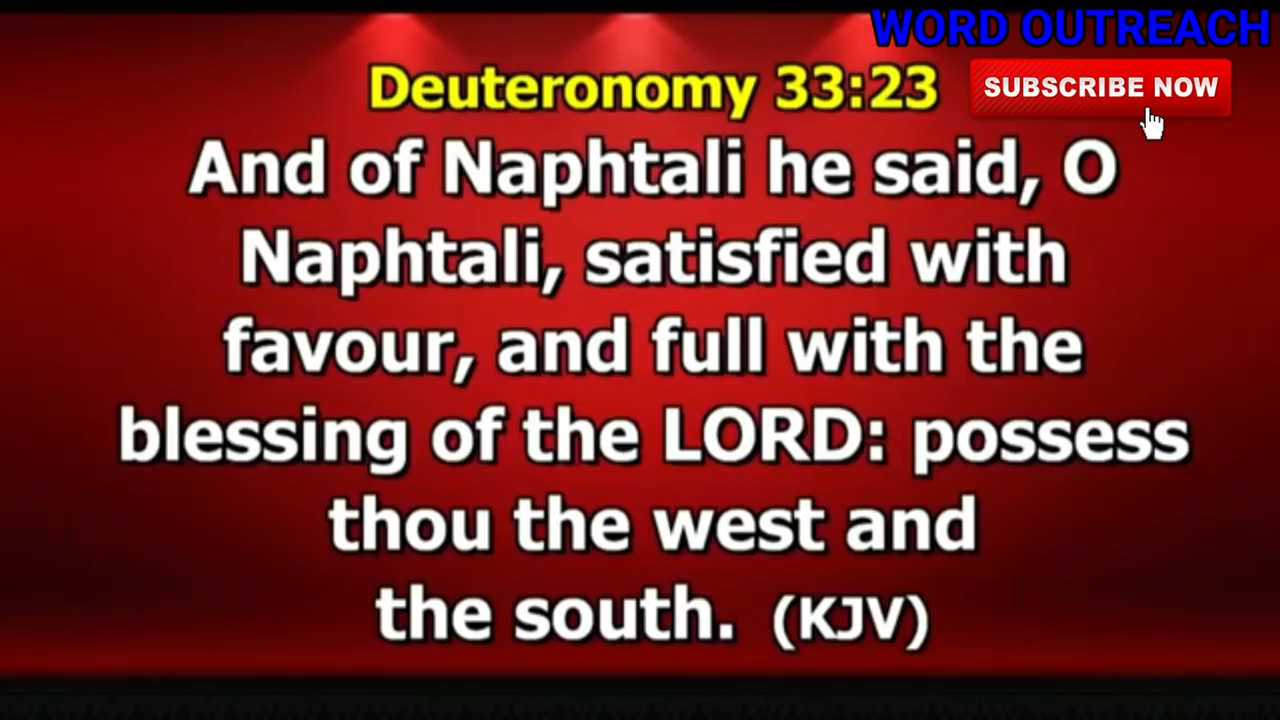 WORD OUTREACH
Deuteronomy 33:23
SUBSCRIBE NOW
And of Naphtali he said, O
Naphtali, satisfied with
favour, and full with the
blessing of the LORD: possess
thou the west and
the south. (KJV)